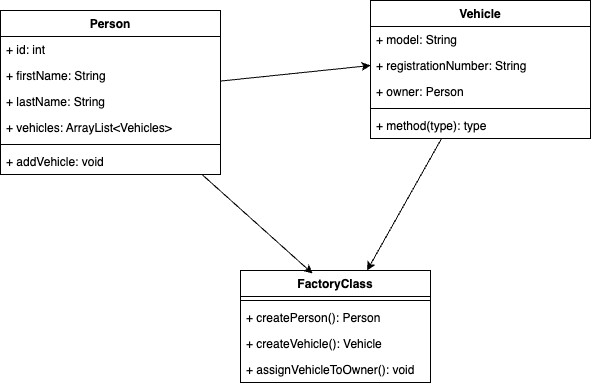 Person
+ id: int
+ firstName: String
+ lastName: String
+ vehicles: ArrayList<Vehicles>
+ addVehicle: void
Vehicle
+ model: String
+ registrationNumber: String
+ owner: Person
+ method(type): type
FactoryClass
+ createPerson(): Person
+ createVehicle(): Vehicle
+ assignVehicleToOwner(): void